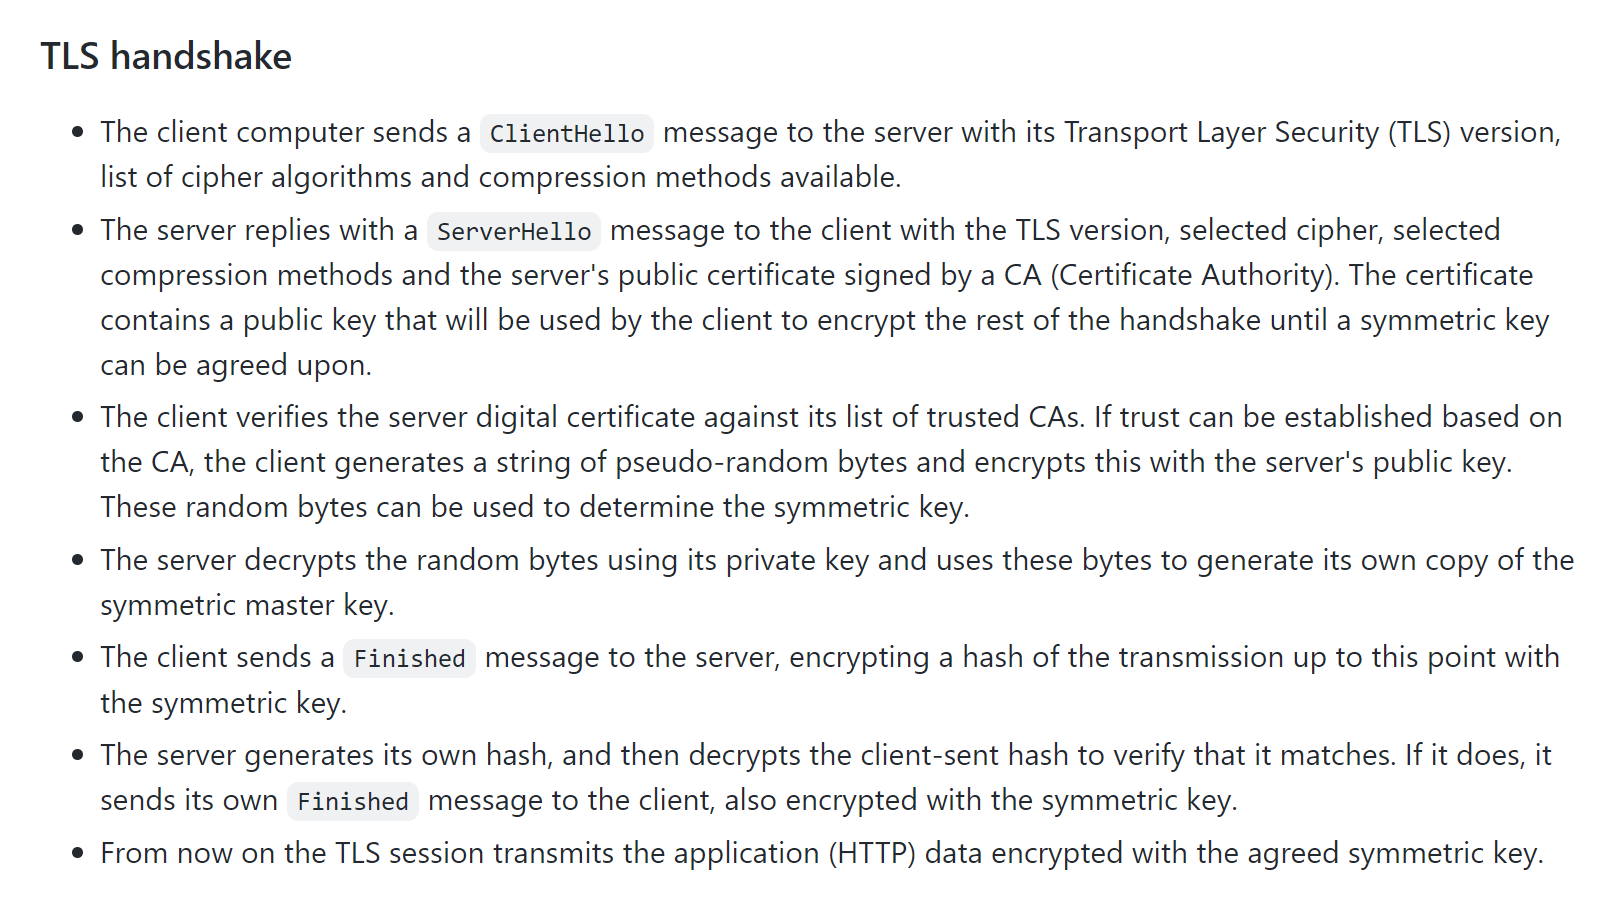 TLS handshake
The client computer sends a ClientHello message to the server with its Transport Layer Security (TLS) version,
list of cipher algorithms and compression methods available.
The server replies with a ServerHello message to the client with the TLS version, selected cipher, selected
compression methods and the server's public certificate signed by a CA (Certificate Authority). The certificate
contains a public key that will be used by the client to encrypt the rest of the handshake until a symmetric key
can be agreed upon.
The client verifies the server digital certificate against its list of trusted CAs. If trust can be established based on
the CA, the client generates a string of pseudo-random bytes and encrypts this with the server's public key.
These random bytes can be used to determine the symmetric key.
The server decrypts the random bytes using its private key and uses these bytes to generate its own copy of the
symmetric master key.
The client sends a Finished message to the server, encrypting a hash of the transmission up to this point with
the symmetric key.
The server generates its own hash, and then decrypts the client-sent hash to verify that it matches. If it does, it
sends its own Finished message to the client, also encrypted with the symmetric key.
From now on the TLS session transmits the application (HTTP) data encrypted with the agreed symmetric key.